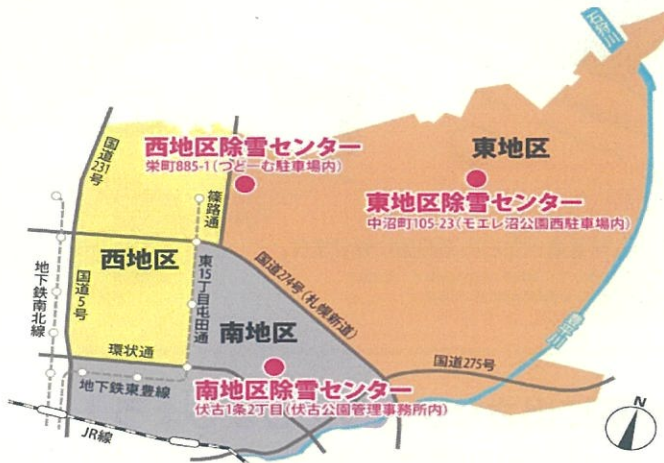 石狩川
国道231号
西地区除雪センター
栄町885-1(つどーむ駐車場内)
東地区
東地区除雪センター
中沼町105-23(モエレ沼公園西駐車場内)
篠路通
西地区
東15丁目屯田通
国道274号(札幌新道)
地下鉄南北線
国道5号
南地区
豊平川
環状通
国道275号
地下鉄東豊線
南地区除雪センター
伏古1条2丁目(伏古公園管理事務所内)
JR線
N